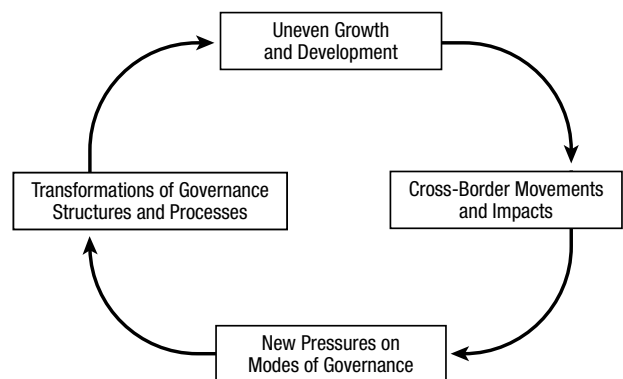 Uneven Growth
and Development
Cross-Border Movements
and Impacts
New Pressures on
Modes of Governance
Transformations of Governance
Structures and Processes